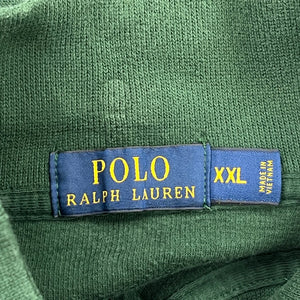 POLO
RALPH LAUREN
XXL
MADE IN
VIETNAM